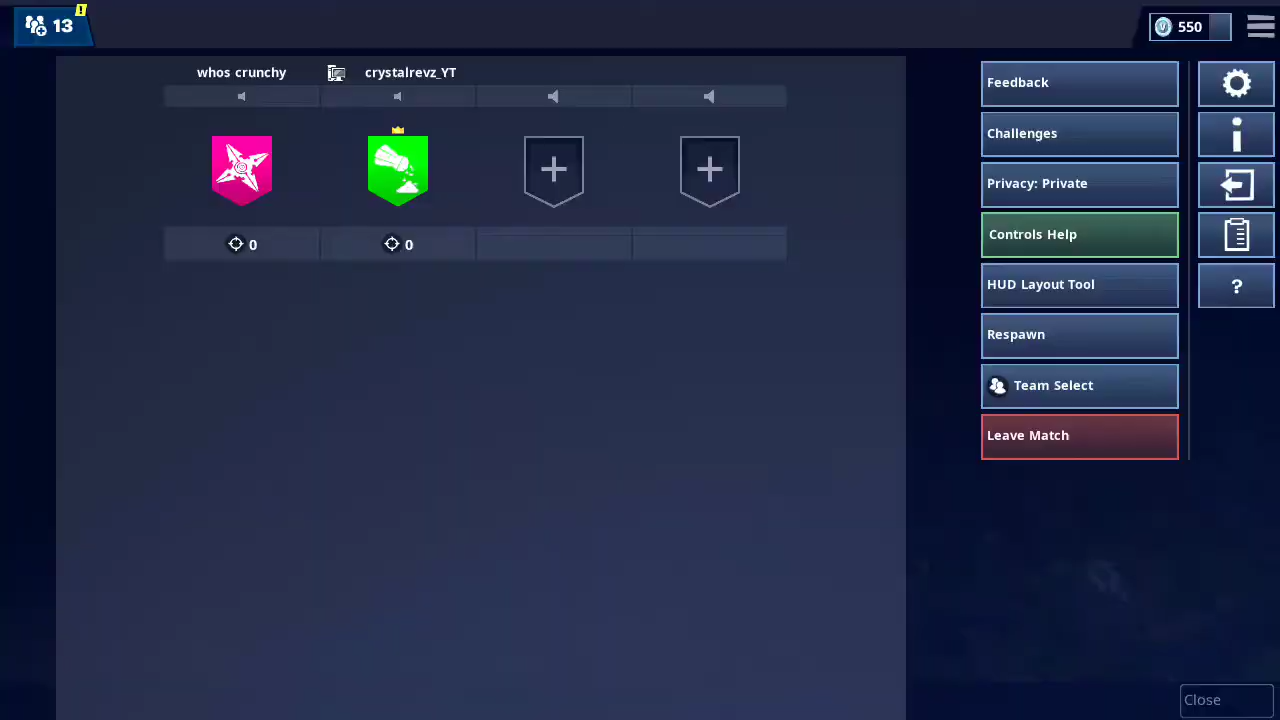 13
!
550
whos crunchy
crystalrevz_YT
0
0
Feedback
Challenges
Privacy: Private
Controls Help
HUD Layout Tool
Respawn
Team Select
Leave Match
?
Close